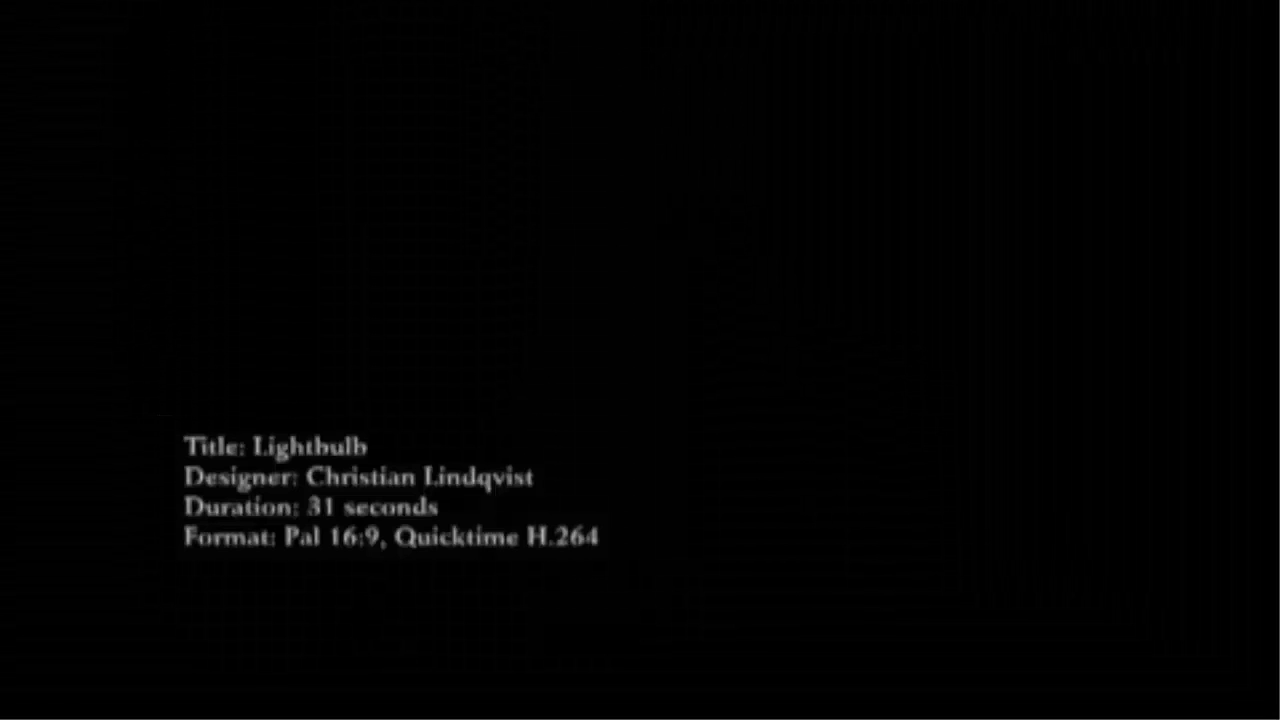 Title: Lightbulb
Designer: Christian Lindqvist
Duration: 31 seconds
Format: Pal 16:9, Quicktime H.264